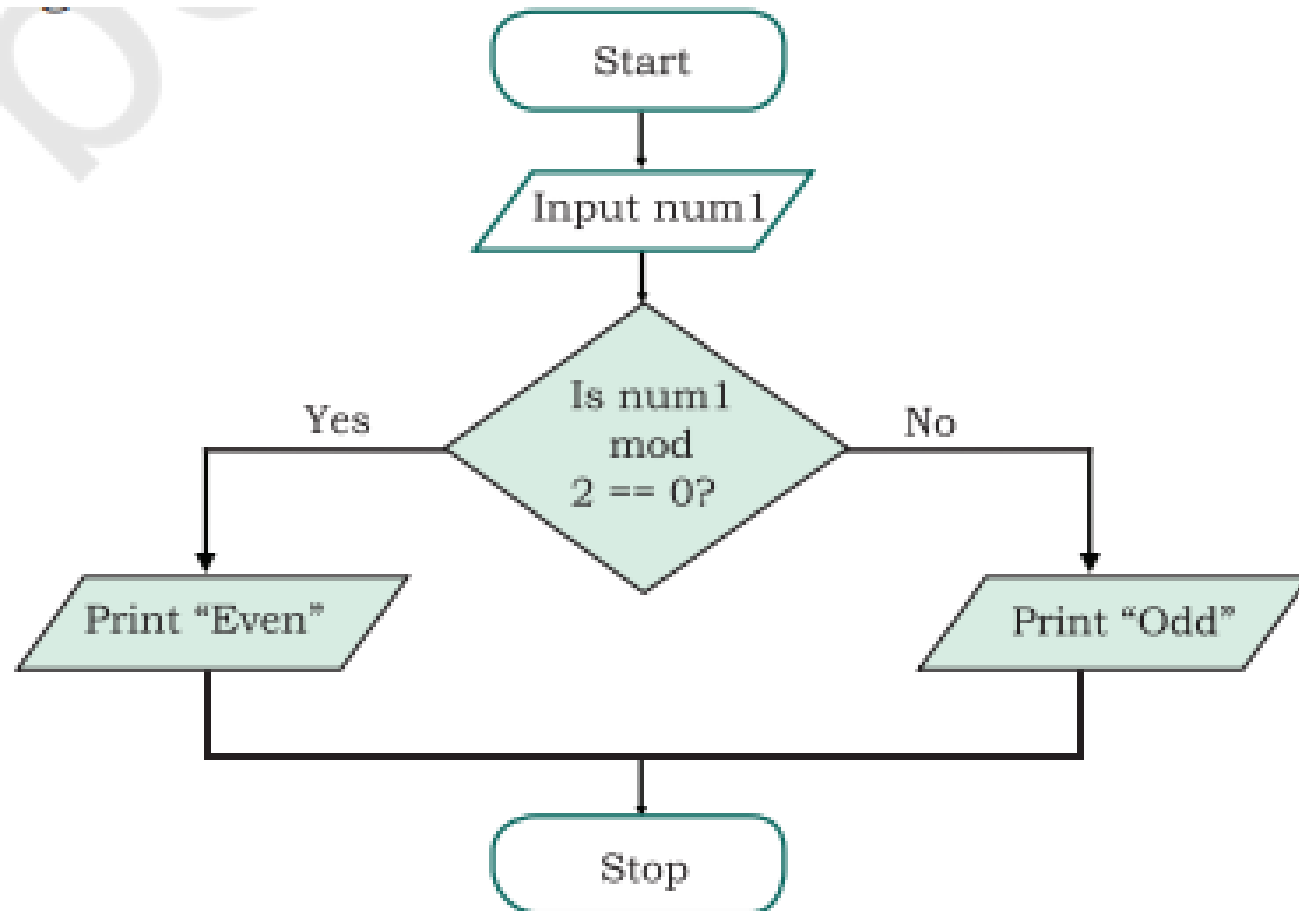 Start
Input num1
Is num1
mod
2 == 0?
Yes
No
Print “Even”
Print “Odd”
Stop